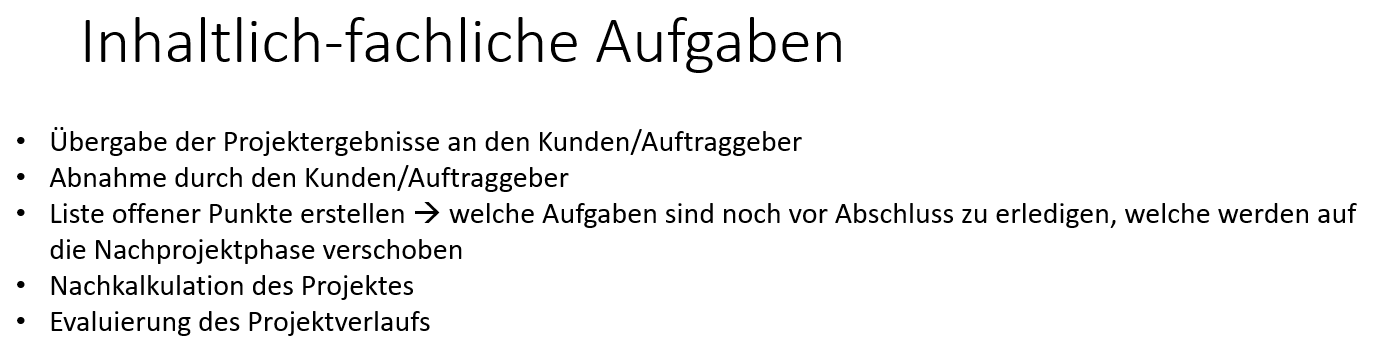 Inhaltlich-fachliche Aufgaben
• Übergabe der Projektergebnisse an den Kunden/Auftraggeber
• Abnahme durch den Kunden/Auftraggeber
• Liste offener Punkte erstellen → welche Aufgaben sind noch vor Abschluss zu erledigen, welche werden auf
die Nachprojektphase verschoben
• Nachkalkulation des Projektes
• Evaluierung des Projektverlaufs